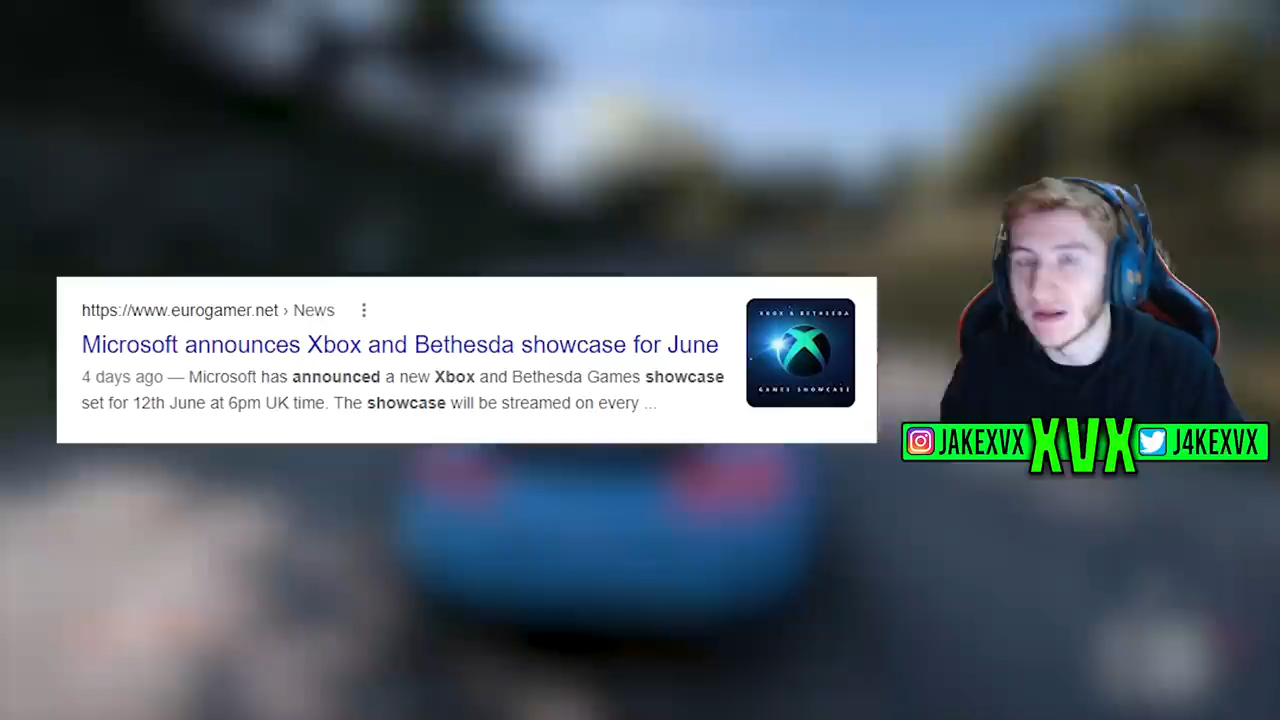 https://www.eurogamer.net › News
Microsoft announces Xbox and Bethesda showcase for June
4 days ago — Microsoft has announced a new Xbox and Bethesda Games showcase
set for 12th June at 6pm UK time. The showcase will be streamed on every ...
XBOX & BETHESDA
GAMES SHOWCASE
JAKEXVX XVX J4KEXVX